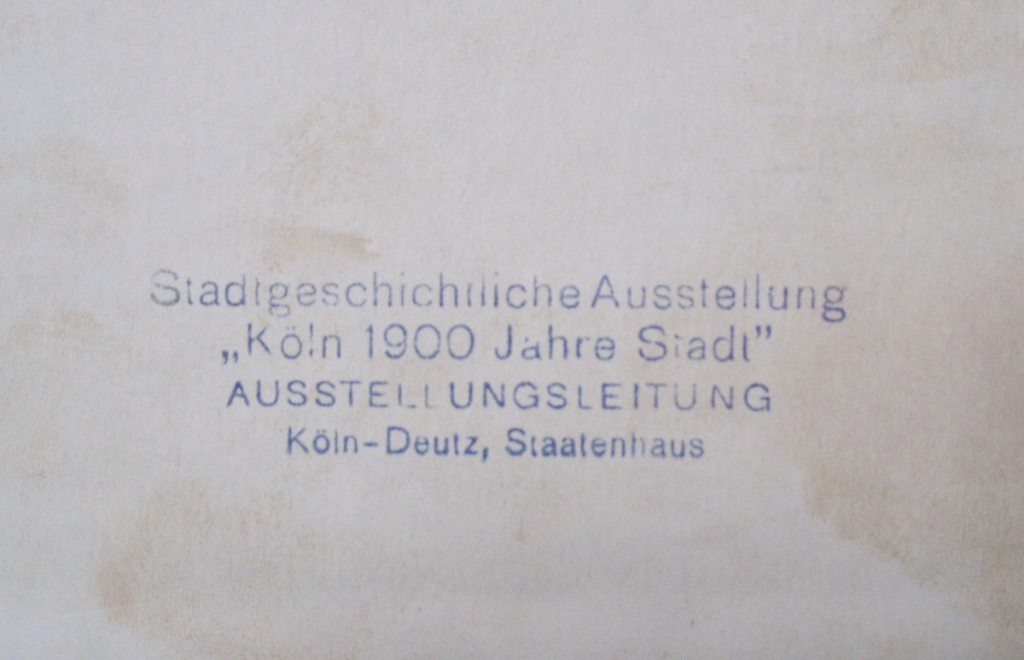 Stadtgeschichtliche Ausstellung
„Köln 1900 Jahre Stadt”
AUSSTELLUNGSLEITUNG
Köln-Deutz, Staatenhaus